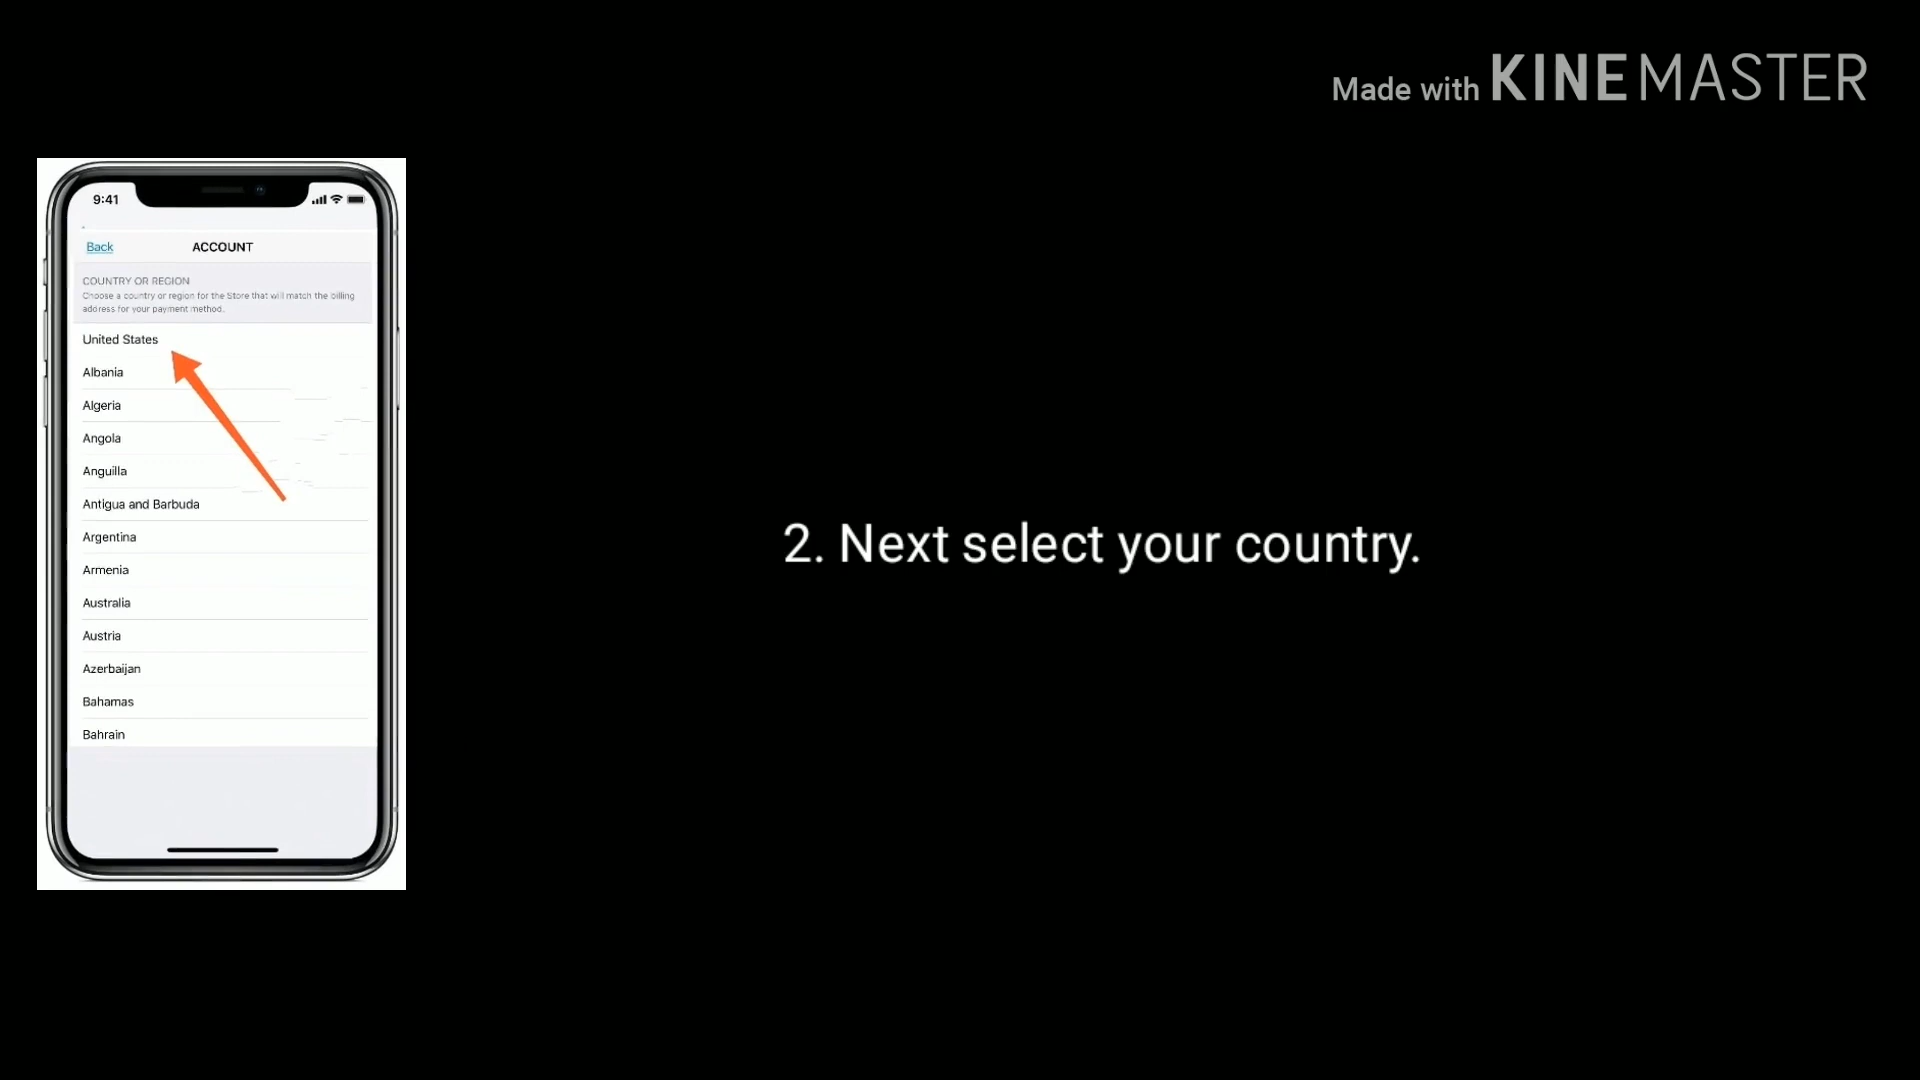 Made with KINEMASTER
9:41
Back
ACCOUNT
COUNTRY OR REGION
Choose a country or region for the Store that will match the billing
address for your payment method.
United States
Albania
Algeria
Angola
Anguilla
Antigua and Barbuda
Argentina
Armenia
Australia
Austria
Azerbaijan
Bahamas
Bahrain
2. Next select your country.